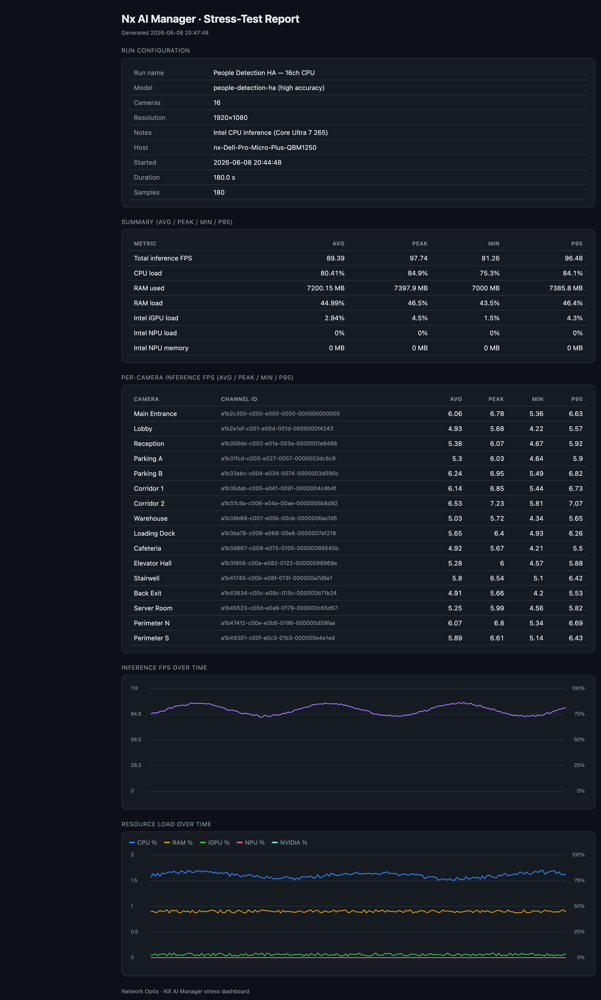 Nx AI Manager · Stress-Test Report
Generated 2026-06-08 20:47:48
RUN CONFIGURATION
Run name People Detection HA — 16ch CPU
Model people-detection-ha (high accuracy)
Cameras 16
Resolution 1920×1080
Notes Intel CPU inference (Core Ultra 7 265)
Host nx-Dell-Pro-Micro-Plus-QBM1250
Started 2026-06-08 20:44:48
Duration 180.0 s
Samples 180
SUMMARY (AVG / PEAK / MIN / P95)
METRIC AVG PEAK MIN P95
Total inference FPS 89.39 97.74 81.26 96.48
CPU load 80.41% 84.9% 75.3% 84.1%
RAM used 7200.15 MB 7397.9 MB 7000 MB 7385.8 MB
RAM load 44.99% 46.5% 43.5% 46.4%
Intel iGPU load 2.94% 4.5% 1.5% 4.3%
Intel NPU load 0% 0% 0% 0%
Intel NPU memory 0 MB 0 MB 0 MB 0 MB
PER-CAMERA INFERENCE FPS (AVG / PEAK / MIN / P95)
CAMERA CHANNEL ID AVG PEAK MIN P95
Main Entrance a1b2c300-c000-e000-0000-000000000000 6.06 6.78 5.36 6.63
Lobby a1b2e1ef-c001-e00d-001d-0000000f4243 4.93 5.68 4.22 5.57
Reception a1b300de-c002-e01a-003a-0000001e8486 5.38 6.07 4.67 5.92
Parking A a1b31fcd-c003-e027-0057-0000002dc6c9 5.3 6.03 4.64 5.9
Parking B a1b33ebc-c004-e034-0074-0000003d090c 6.24 6.95 5.49 6.82
Corridor 1 a1b35dab-c005-e041-0091-0000004c4b4f 6.14 6.85 5.44 6.73
Corridor 2 a1b37c9a-c006-e04e-00ae-0000005b8d92 6.53 7.23 5.81 7.07
Warehouse a1b39b89-c007-e05b-00cb-0000006acfd5 5.03 5.72 4.34 5.65
Loading Dock a1b3ba78-c008-e068-00e8-0000007a1218 5.65 6.4 4.93 6.26
Cafeteria a1b3d967-c009-e075-0105-00000089545b 4.92 5.67 4.21 5.5
Elevator Hall a1b3f856-c00a-e082-0122-00000098969e 5.28 6 4.57 5.88
Stairwell a1b41745-c00b-e08f-013f-000000a7d8e1 5.8 6.54 5.1 6.42
Back Exit a1b43634-c00c-e09c-015c-000000b71b24 4.91 5.66 4.2 5.53
Server Room a1b45523-c00d-e0a9-0179-000000c65d67 5.25 5.99 4.56 5.82
Perimeter N a1b47412-c00e-e0b6-0196-000000d59faa 6.07 6.8 5.34 6.69
Perimeter S a1b49301-c00f-e0c3-01b3-000000e4e1ed 5.89 6.61 5.14 6.43
INFERENCE FPS OVER TIME
113 100%
84.8 75%
56.5 50%
28.3 25%
0 0%
RESOURCE LOAD OVER TIME
CPU % RAM % iGPU % NPU % NVIDIA %
2 100%
1.5 75%
1 50%
0.5 25%
0 0%
Network Optix · NX AI Manager stress dashboard